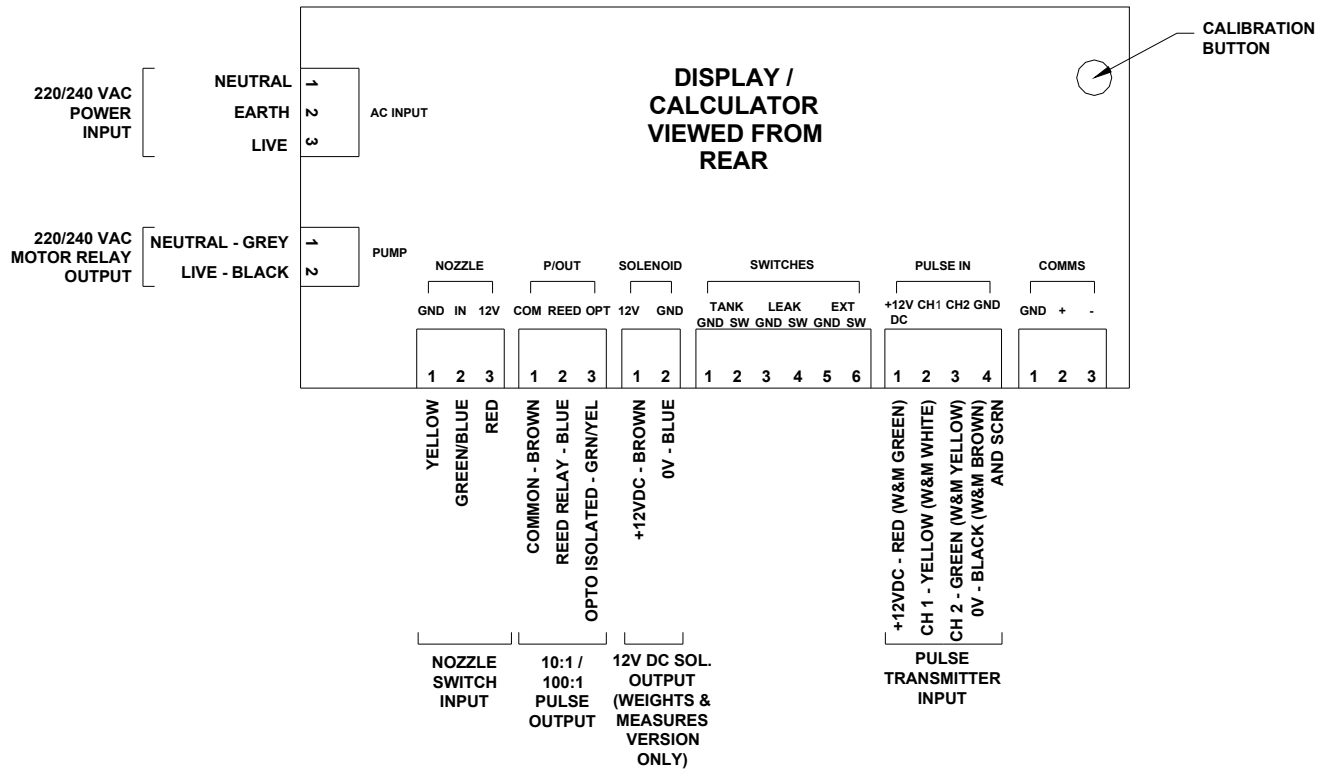 CALIBRATION
BUTTON
DISPLAY /
CALCULATOR
VIEWED FROM
REAR
220/240 VAC
POWER
INPUT
NEUTRAL
EARTH
LIVE
1
2
3
AC INPUT
220/240 VAC
MOTOR RELAY
OUTPUT
NEUTRAL - GREY
LIVE - BLACK
1
2
PUMP
NOZZLE
GND IN 12V
1 2 3
YELLOW
GREEN/BLUE
RED
NOZZLE
SWITCH
INPUT
P/OUT
COM REED OPT
1 2 3
COMMON - BROWN
REED RELAY - BLUE
OPTO ISOLATED - GRN/YEL
10:1 /
100:1
PULSE
OUTPUT
SOLENOID
12V GND
1 2
+12VDC - BROWN
0V - BLUE
12V DC SOL.
OUTPUT
(WEIGHTS &
MEASURES
VERSION
ONLY)
SWITCHES
TANK LEAK EXT
GND SW GND SW GND SW
1 2 3 4 5 6
PULSE IN
+12V CH1 CH2 GND
DC
1 2 3 4
+12VDC - RED (W&M GREEN)
CH 1 - YELLOW (W&M WHITE)
CH 2 - GREEN (W&M YELLOW)
0V - BLACK (W&M BROWN)
AND SCRN
PULSE
TRANSMITTER
INPUT
COMMS
GND + -
1 2 3